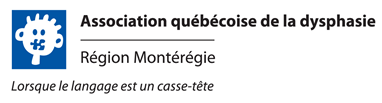 Association québécoise de la dysphasie
Région Montérégie
Lorsque le langage est un casse-tête